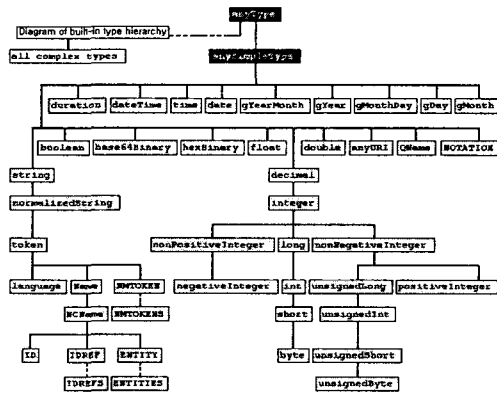 anyType
Diagram of built-in type hierarchy
all complex types
anySimpleType
duration dateTime time date gYearMonth gYear gMonthDay gDay gMonth
boolean base64Binary hexBinary float double anyURI QName NOTATION
string decimal
normalizedString integer
token nonPositiveInteger long nonNegativeInteger
language Name NMTOKEN negativeInteger int unsignedLong positiveInteger
NCName NMTOKENS short unsignedInt
ID IDREF ENTITY byte unsignedShort
IDREFS ENTITIES unsignedByte